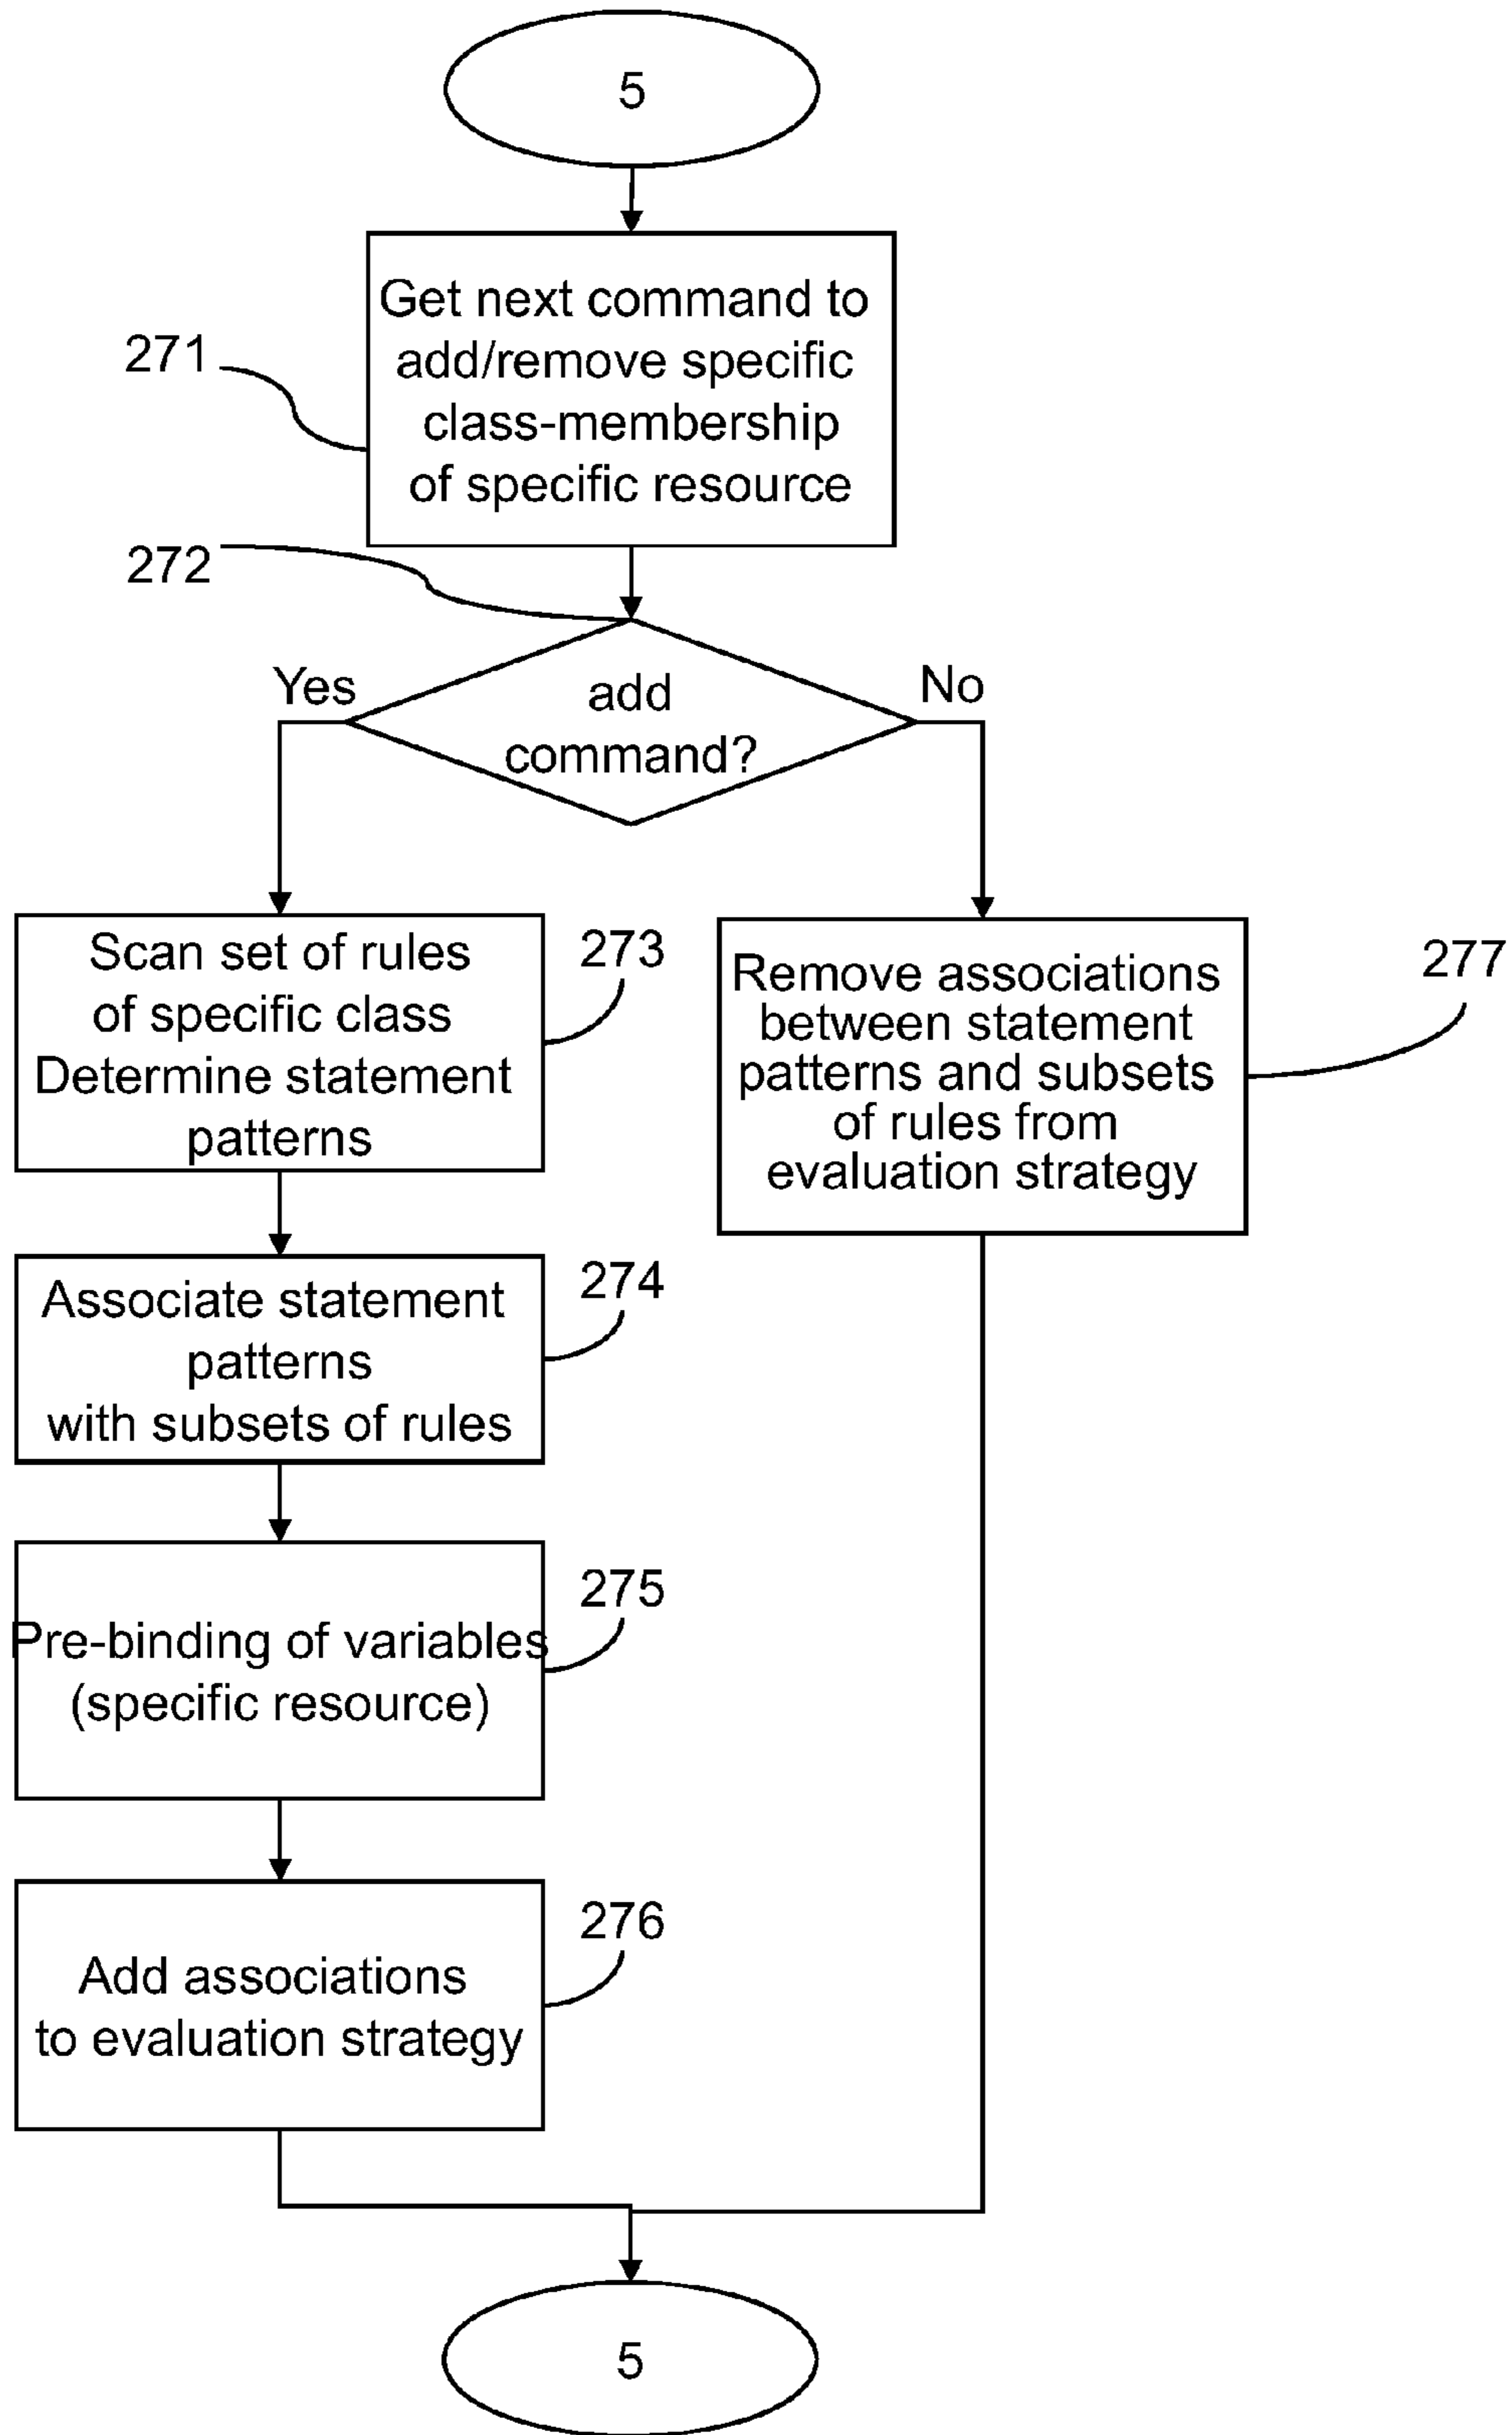 5
Get next command to
add/remove specific
class-membership
of specific resource
271
272
Yes
add
command?
No
Scan set of rules
of specific class
Determine statement
patterns
273
Remove associations
between statement
patterns and subsets
of rules from
evaluation strategy
277
Associate statement
patterns
with subsets of rules
274
Pre-binding of variables
(specific resource)
275
Add associations
to evaluation strategy
276
5